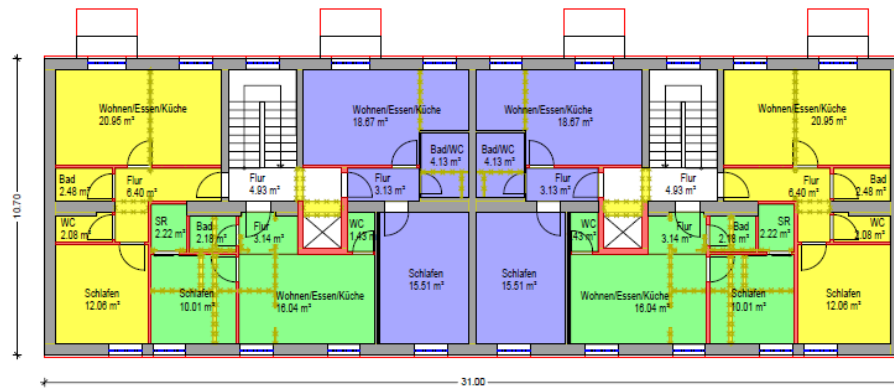 Wohnen/Essen/Küche
20.95 m²
Wohnen/Essen/Küche
18.67 m²
Wohnen/Essen/Küche
18.67 m²
Wohnen/Essen/Küche
20.95 m²
Bad/WC
4.13 m²
Bad/WC
4.13 m²
Bad
2.48 m²
Flur
6.40 m²
Flur
4.93 m²
Flur
3.13 m²
Flur
3.13 m²
Flur
4.93 m²
Flur
6.40 m²
Bad
2.48 m²
WC
2.08 m²
SR
2.22 m²
Bad
2.18 m²
Flur
3.14 m²
WC
1.43 m²
WC
.43 m²
Flur
3.14 m²
Bad
2.18 m²
SR
2.22 m²
WC
2.08 m²
Schlafen
12.06 m²
Schlafen
10.01 m²
Wohnen/Essen/Küche
16.04 m²
Schlafen
15.51 m²
Schlafen
15.51 m²
Wohnen/Essen/Küche
16.04 m²
Schlafen
10.01 m²
Schlafen
12.06 m²
10.70
31.00